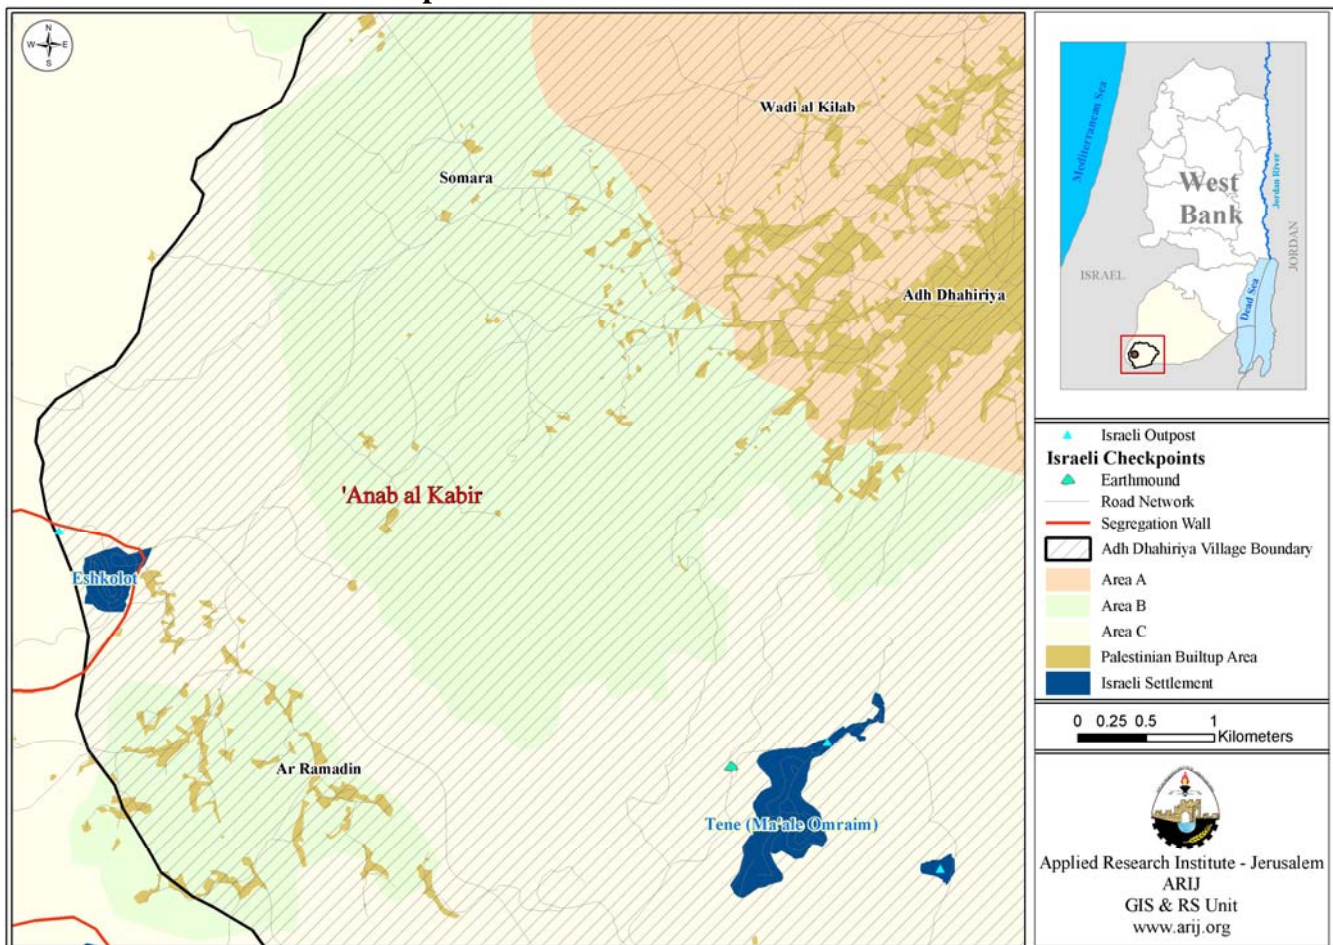 N
W E
S
Wadi al Kilab
Somara
Adh Dhahiriya
'Anab al Kabir
Eshkolot
Ar Ramadin
Tene (Ma'ale Omraim)
Mediterranean Sea
West
Bank
Jordan River
JORDAN
ISRAEL
Dead Sea
Israeli Outpost
Israeli Checkpoints
Earthmound
Road Network
Segregation Wall
Adh Dhahiriya Village Boundary
Area A
Area B
Area C
Palestinian Builtup Area
Israeli Settlement
0 0.25 0.5 1
Kilometers
Applied Research Institute - Jerusalem
ARIJ
GIS & RS Unit
www.arij.org